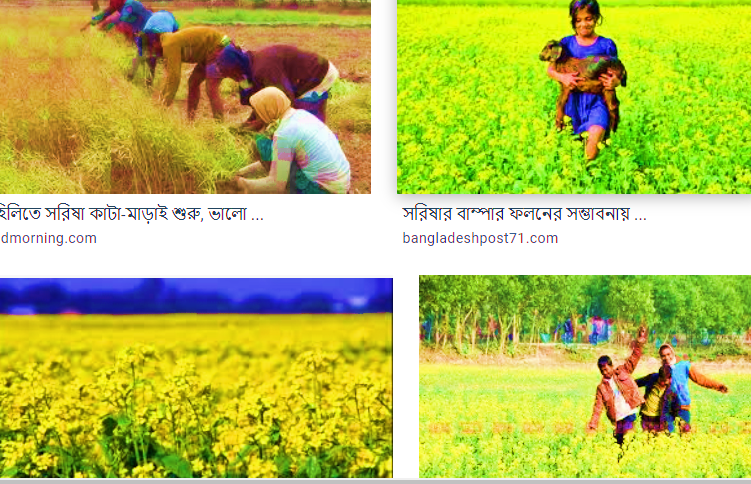 হিলিতে সরিষা কাটা-মাড়াই শুরু, ভালো ...
সরিষার বাম্পার ফলনের সম্ভাবনায় ...
dmorning.com
bangladeshpost71.com